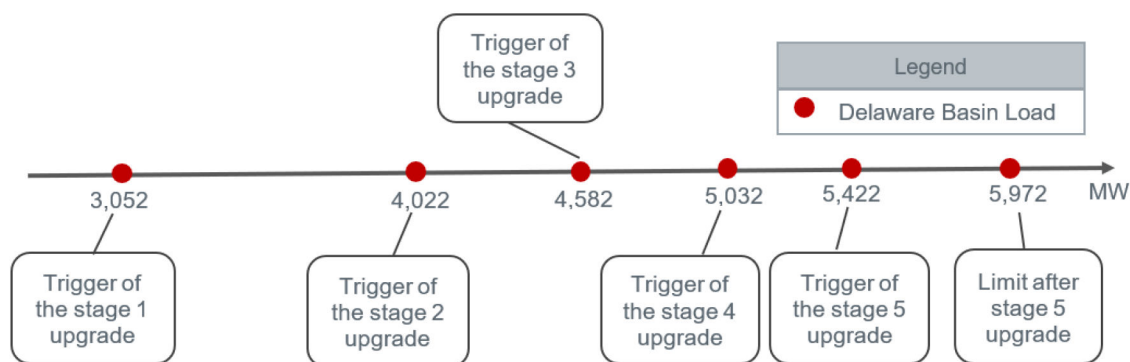 Trigger of
the stage 3
upgrade
Legend
Delaware Basin Load
3,052
4,022
4,582
5,032
5,422
5,972
MW
Trigger of
the stage 1
upgrade
Trigger of
the stage 2
upgrade
Trigger of
the stage 4
upgrade
Trigger of
the stage 5
upgrade
Limit after
stage 5
upgrade